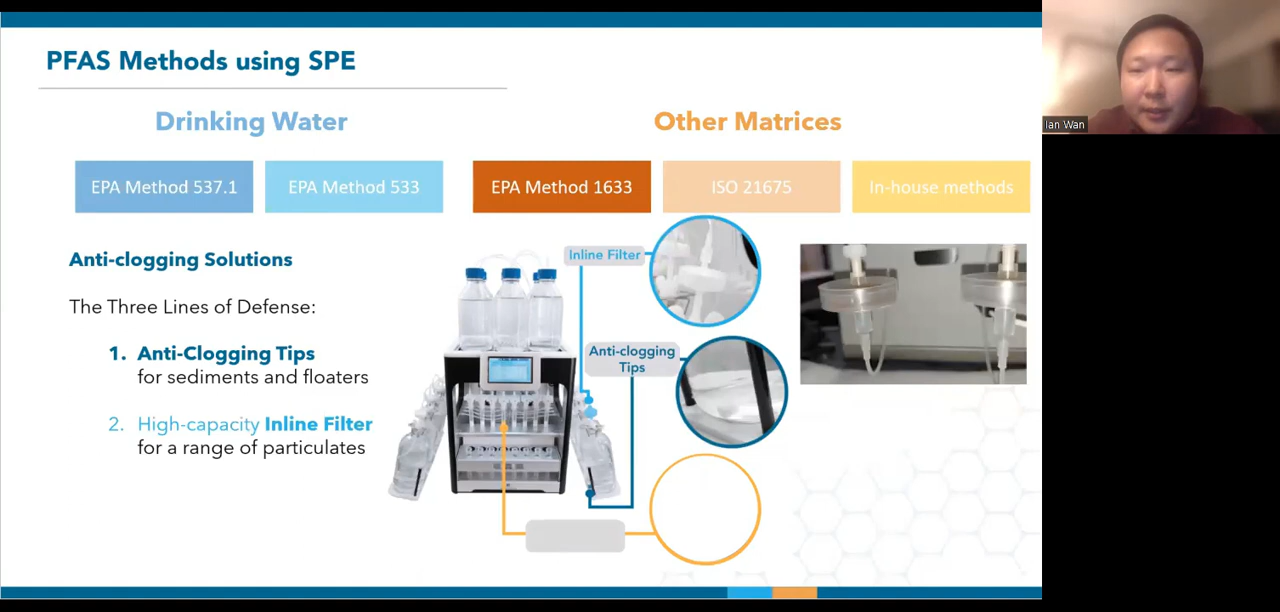 PFAS Methods using SPE
Drinking Water
Other Matrices
EPA Method 537.1
EPA Method 533
EPA Method 1633
ISO 21675
In-house methods
Anti-clogging Solutions
The Three Lines of Defense:
1. Anti-Clogging Tips
for sediments and floaters
2. High-capacity Inline Filter
for a range of particulates
Inline Filter
Anti-clogging
Tips
Ian Wan